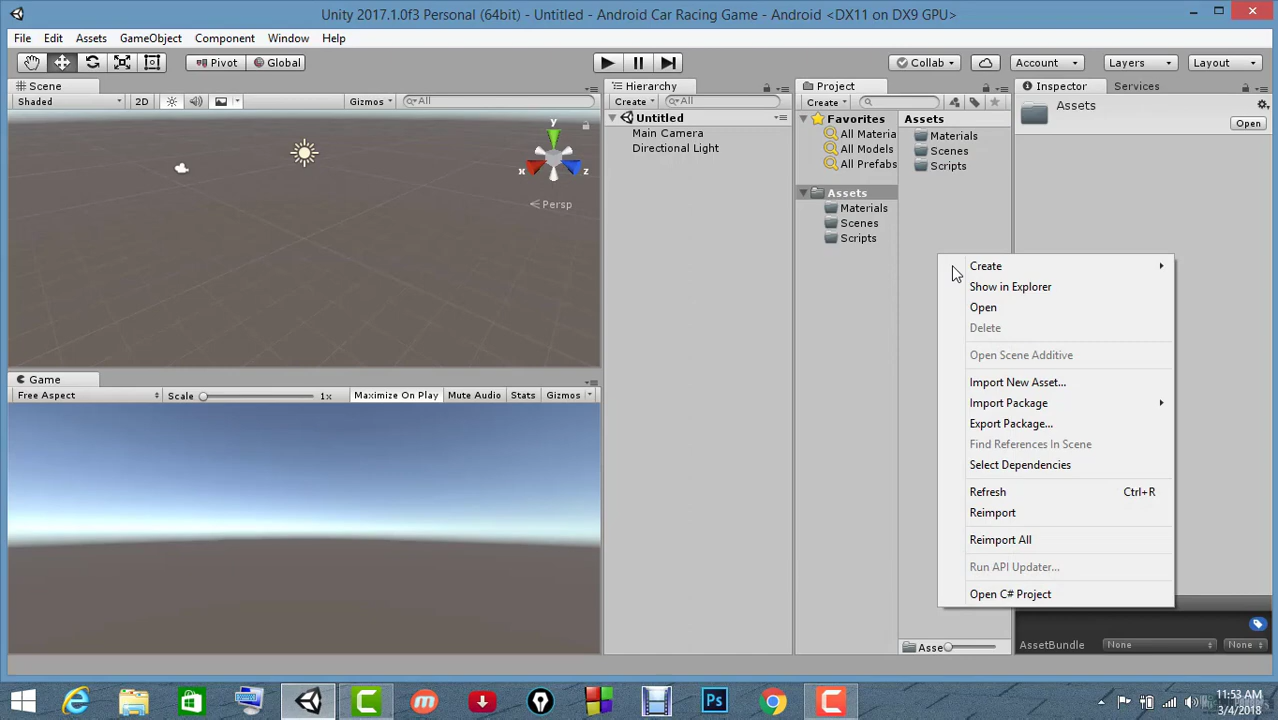 Unity 2017.1.0f3 Personal (64bit) - Untitled - Android Car Racing Game - Android <DX11 on DX9 GPU>
File Edit Assets GameObject Component Window Help
Pivot Global Collab Account Layers Layout
Scene
Shaded 2D Gizmos All
Hierarchy
Create All
Untitled
Main Camera
Directional Light
Project
Create
Favorites
All Materia
All Models
All Prefabs
Assets
Materials
Scenes
Scripts
Assets
Materials
Scenes
Scripts
Asse
Inspector Services
Assets
Open
Create
Show in Explorer
Open
Delete
Open Scene Additive
Import New Asset...
Import Package
Export Package...
Find References In Scene
Select Dependencies
Refresh Ctrl+R
Reimport
Reimport All
Run API Updater...
Open C# Project
AssetBundle None None
Game
Free Aspect Scale 1x Maximize On Play Mute Audio Stats Gizmos
x y z
Persp
Ps
11:53 AM
3/4/2018